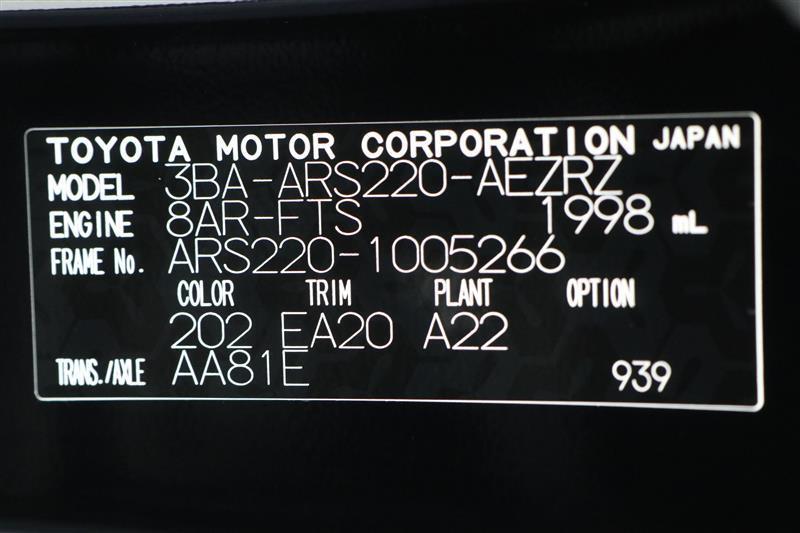 TOYOTA MOTOR CORPORATION JAPAN
MODEL 3BA-ARS220-AEZRZ
ENGINE 8AR-FTS 1998 mL
FRAME No. ARS220-1005266
COLOR TRIM PLANT OPTION
202 EA20 A22
TRANS./AXLE AA81E 939